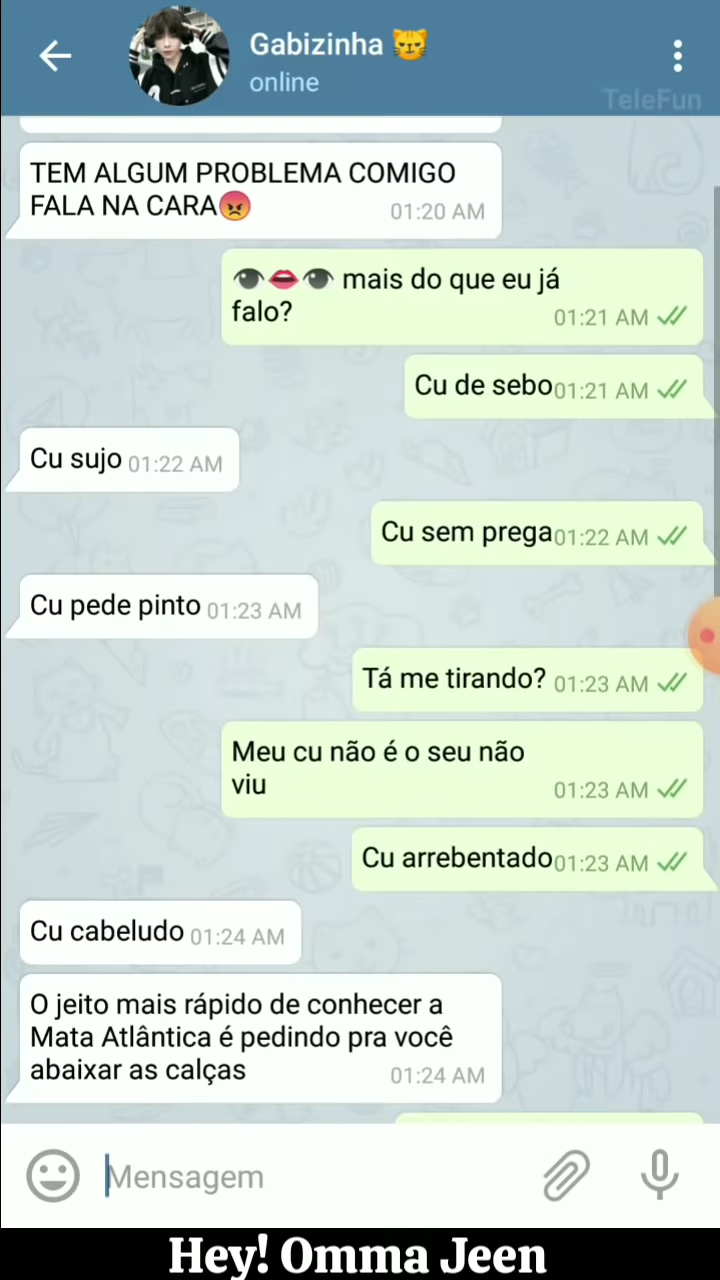 Gabizinha 😼
online
TeleFun
TEM ALGUM PROBLEMA COMIGO
FALA NA CARA😡
01:20 AM
👁️👄👁️ mais do que eu já
falo?
01:21 AM
Cu de sebo 01:21 AM
Cu sujo 01:22 AM
Cu sem prega 01:22 AM
Cu pede pinto 01:23 AM
Tá me tirando? 01:23 AM
Meu cu não é o seu não
viu
01:23 AM
Cu arrebentado 01:23 AM
Cu cabeludo 01:24 AM
O jeito mais rápido de conhecer a
Mata Atlântica é pedindo pra você
abaixar as calças
01:24 AM
Mensagem
Hey! Omma Jeen